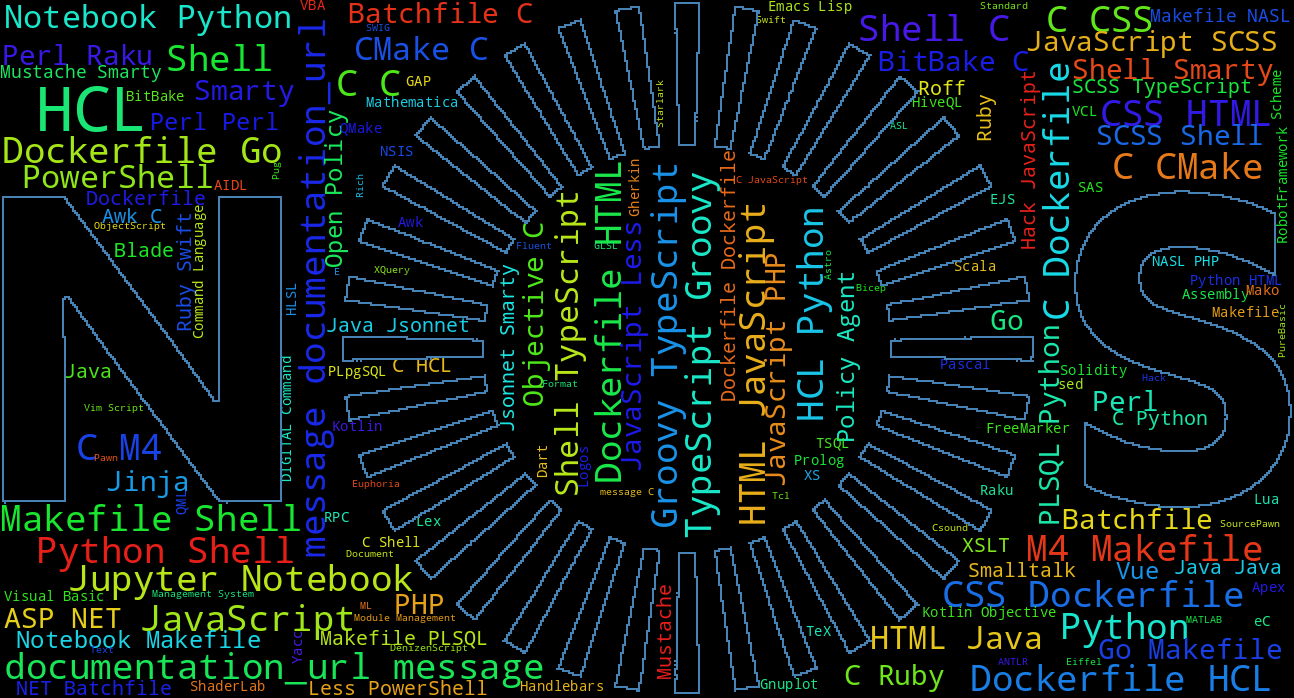 Notebook Python
VBA
Batchfile C
SWIG
Emacs Lisp
Swift
Standard
Shell C
C CSS
Makefile NASL
Perl Raku
Shell
CMake C
BitBake C
JavaScript SCSS
Mustache Smarty
C C
GAP
Roff
Shell Smarty
SCSS TypeScript
HCL
BitBake
Smarty
Mathematica
Starlark
HiveQL
Ruby
VCL
CSS HTML
Scheme
Perl Perl
QMake
ASL
SCSS Shell
Dockerfile Go
NSIS
C CMake
PowerShell
AIDL
Pug
Rich
Open Policy
Gherkin
C JavaScript
EJS
Hack JavaScript
SAS
RobotFramework
Dockerfile
Awk C
ObjectScript
Blade
Ruby Swift
Command Language
HLSL
message documentation_url
Awk
Fluent
GLSL
XQuery
E
Astro
Bicep
Scala
C Dockerfile
NASL PHP
Python HTML
Assembly
Mako
Makefile
PureBasic
Java Jsonnet
Jsonnet Smarty
Objective C
Shell TypeScript
Dockerfile HTML
JavaScript Less
Groovy TypeScript
TypeScript Groovy
Dockerfile Dockerfile
HTML JavaScript
JavaScript PHP
HCL Python
Policy Agent
Go
PLpgSQL
C HCL
Format
Pascal
Solidity
sed
Hack
Java
Vim Script
DIGITAL Command
Perl
C Python
Kotlin
FreeMarker
PLSQL Python
C M4
Pawn
Dart
Logos
TSQL
Prolog
XS
Jinja
QML
Euphoria
message C
Tcl
Raku
Lua
Makefile Shell
RPC
Lex
Csound
Batchfile
SourcePawn
Python Shell
C Shell
Document
XSLT
M4 Makefile
Jupyter Notebook
Smalltalk
Vue
Java Java
Visual Basic
Management System
ML
PHP
Mustache
CSS Dockerfile
Apex
ASP NET
JavaScript
Module Management
Kotlin Objective
Notebook Makefile
Text
Yacc
Makefile PLSQL
DenizenScript
TeX
HTML Java
Python
MATLAB
eC
Go Makefile
documentation_url message
ANTLR
Eiffel
NET Batchfile
ShaderLab
Less PowerShell
Handlebars
Gnuplot
C Ruby
Dockerfile HCL